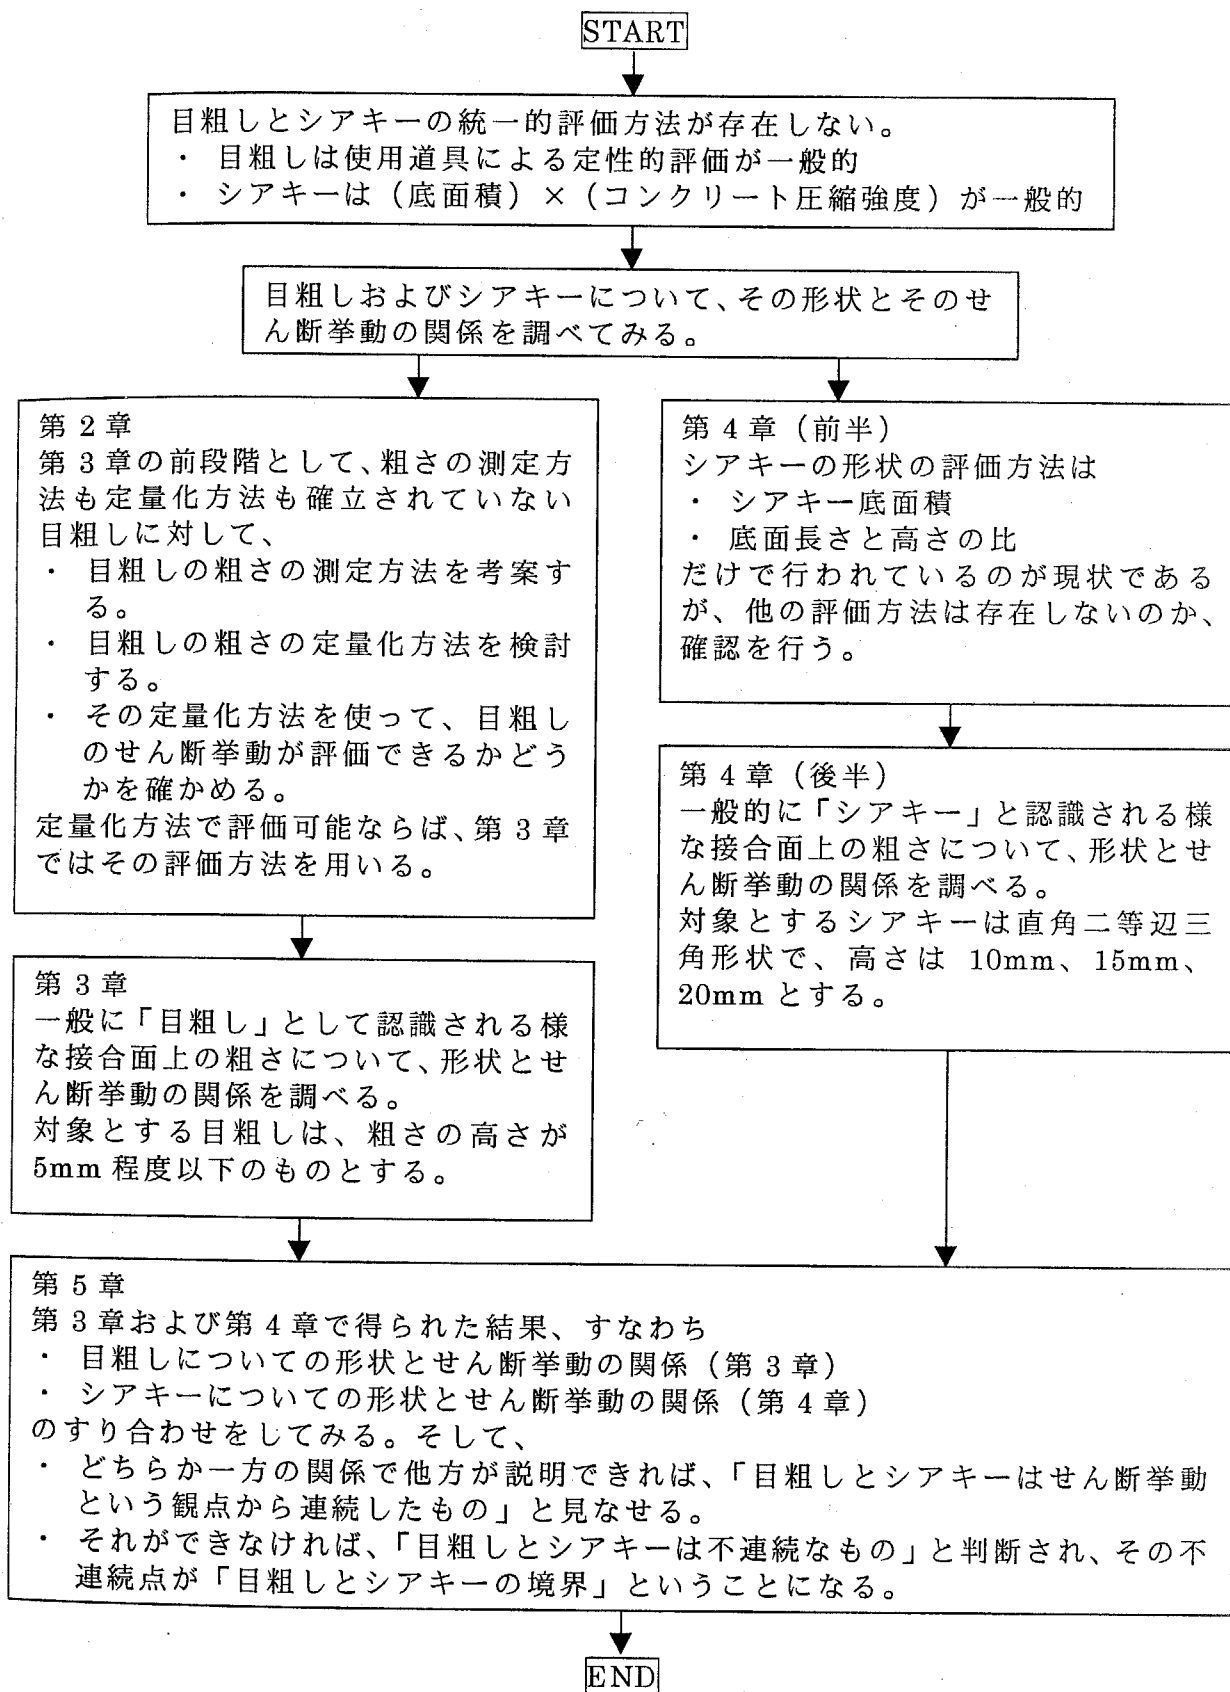 START
目粗しとシアキーの統一的評価方法が存在しない。
・ 目粗しは使用道具による定性的評価が一般的
・ シアキーは（底面積）×（コンクリート圧縮強度）が一般的
目粗しおよびシアキーについて、その形状とそのせ
ん断挙動の関係を調べてみる。
第 2 章
第 3 章の前段階として、粗さの測定方
法も定量化方法も確立されていない
目粗しに対して、
・ 目粗しの粗さの測定方法を考案す
る。
・ 目粗しの粗さの定量化方法を検討
する。
・ その定量化方法を使って、目粗し
のせん断挙動が評価できるかどう
かを確かめる。
定量化方法で評価可能ならば、第 3 章
ではその評価方法を用いる。
第 3 章
一般に「目粗し」として認識される様
な接合面上の粗さについて、形状とせ
ん断挙動の関係を調べる。
対象とする目粗しは、粗さの高さが
5mm 程度以下のものとする。
第 4 章（前半）
シアキーの形状の評価方法は
・ シアキー底面積
・ 底面長さと高さの比
だけで行われているのが現状である
が、他の評価方法は存在しないのか、
確認を行う。
第 4 章（後半）
一般的に「シアキー」と認識される様
な接合面上の粗さについて、形状とせ
ん断挙動の関係を調べる。
対象とするシアキーは直角二等辺三
角形状で、高さは 10mm、15mm、
20mm とする。
第 5 章
第 3 章および第 4 章で得られた結果、すなわち
・ 目粗しについての形状とせん断挙動の関係（第 3 章）
・ シアキーについての形状とせん断挙動の関係（第 4 章）
のすり合わせをしてみる。そして、
・ どちらか一方の関係で他方が説明できれば、「目粗しとシアキーはせん断挙動
という観点から連続したもの」と見なせる。
・ それができなければ、「目粗しとシアキーは不連続なもの」と判断され、その不
連続点が「目粗しとシアキーの境界」ということになる。
END